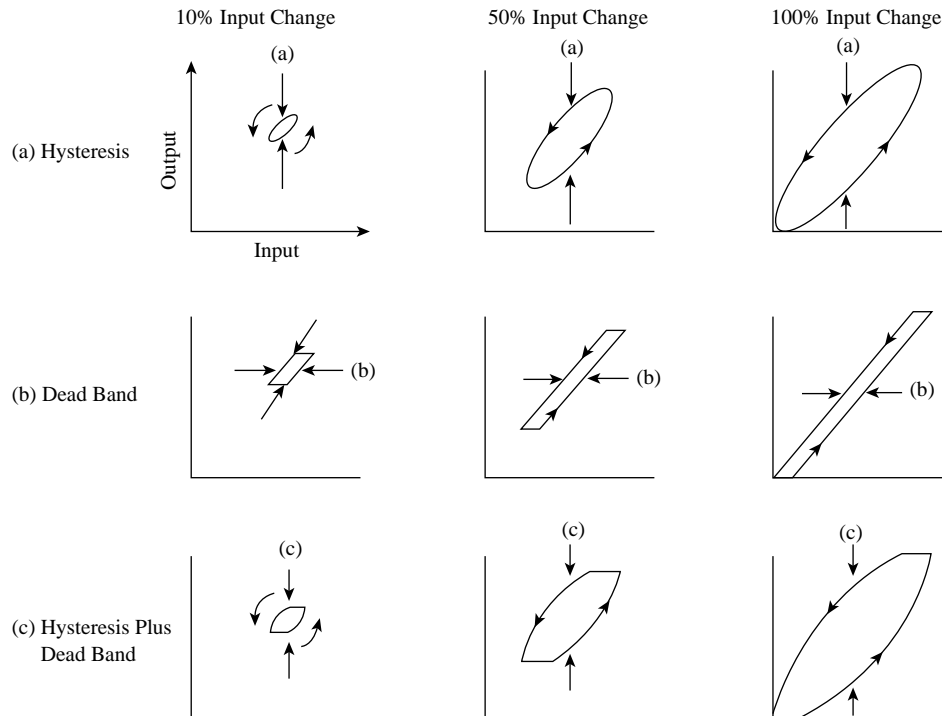 10% Input Change
50% Input Change
100% Input Change
(a)
(a)
(a)
(a) Hysteresis
Output
Input
(b) Dead Band
(b)
(b)
(b)
(c)
(c)
(c)
(c) Hysteresis Plus
Dead Band